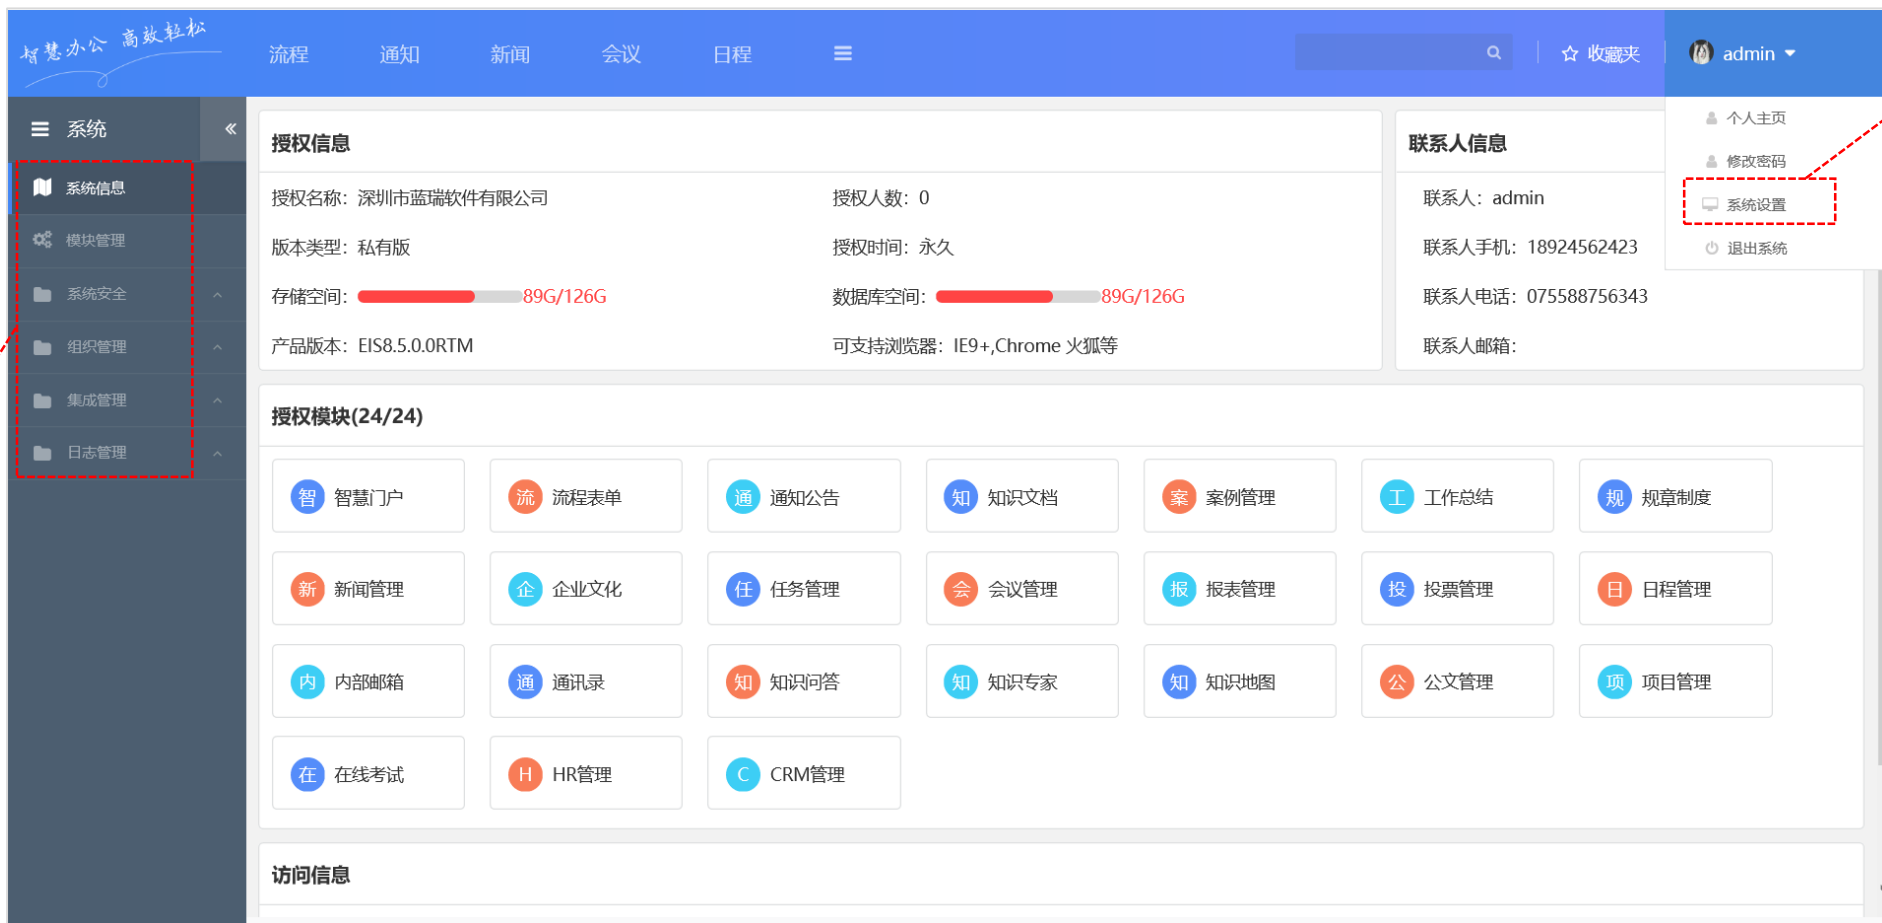 智慧办公 高效轻松
流程 通知 新闻 会议 日程 收藏夹 admin
系统
系统信息
模块管理
系统安全
组织管理
集成管理
日志管理
个人主页
修改密码
系统设置
退出系统
授权信息
授权名称：深圳市蓝瑞软件有限公司 授权人数：0
版本类型：私有版 授权时间：永久
存储空间：89G/126G 数据库空间：89G/126G
产品版本：EIS8.5.0.0RTM 可支持浏览器：IE9+,Chrome 火狐等
联系人信息
联系人：admin
联系人手机：18924562423
联系人电话：075588756343
联系人邮箱：
授权模块(24/24)
智 智慧门户 流 流程表单 通 通知公告 知 知识文档 案 案例管理 工 工作总结 规 规章制度
新 新闻管理 企 企业文化 任 任务管理 会 会议管理 报 报表管理 投 投票管理 日 日程管理
内 内部邮箱 通 通讯录 知 知识问答 知 知识专家 知 知识地图 公 公文管理 项 项目管理
在 在线考试 H HR管理 C CRM管理
访问信息